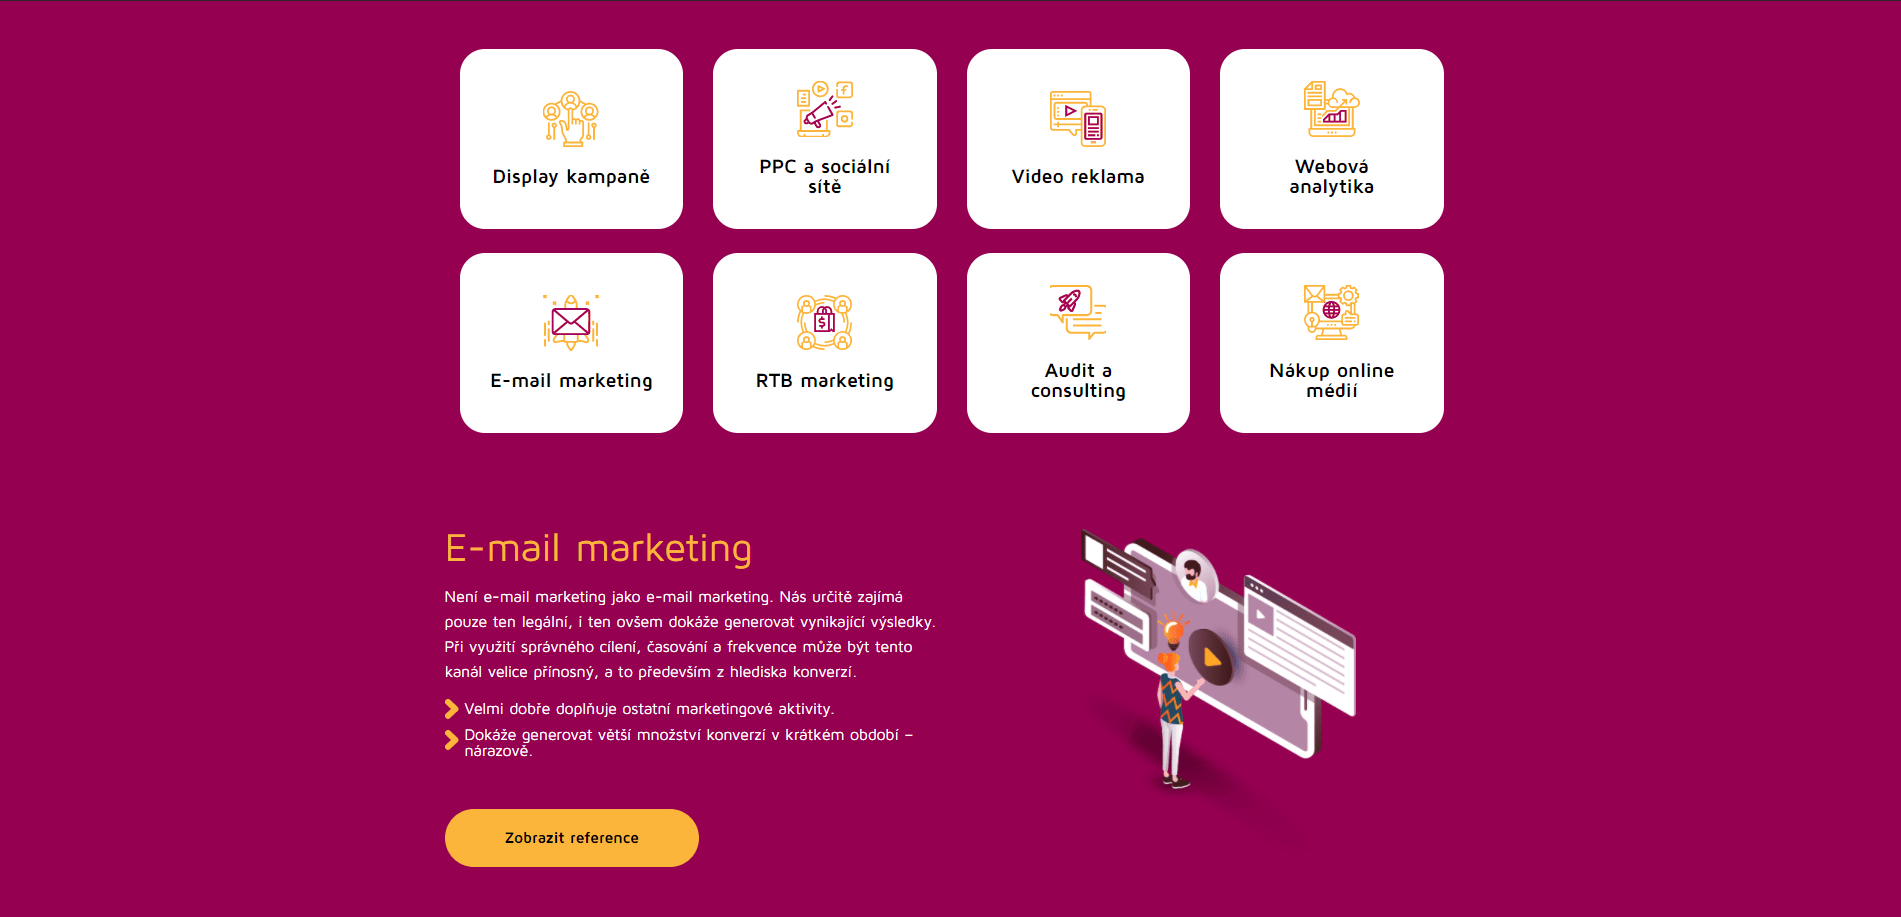 Display kampaně
PPC a sociální
sítě
Video reklama
Webová
analytika
E-mail marketing
RTB marketing
Audit a
consulting
Nákup online
médií
E-mail marketing
Není e-mail marketing jako e-mail marketing. Nás určitě zajímá
pouze ten legální, i ten ovšem dokáže generovat vynikající výsledky.
Při využití správného cílení, časování a frekvence může být tento
kanál velice přínosný, a to především z hlediska konverzí.
Velmi dobře doplňuje ostatní marketingové aktivity.
Dokáže generovat větší množství konverzí v krátkém období –
nárazově.
Zobrazit reference